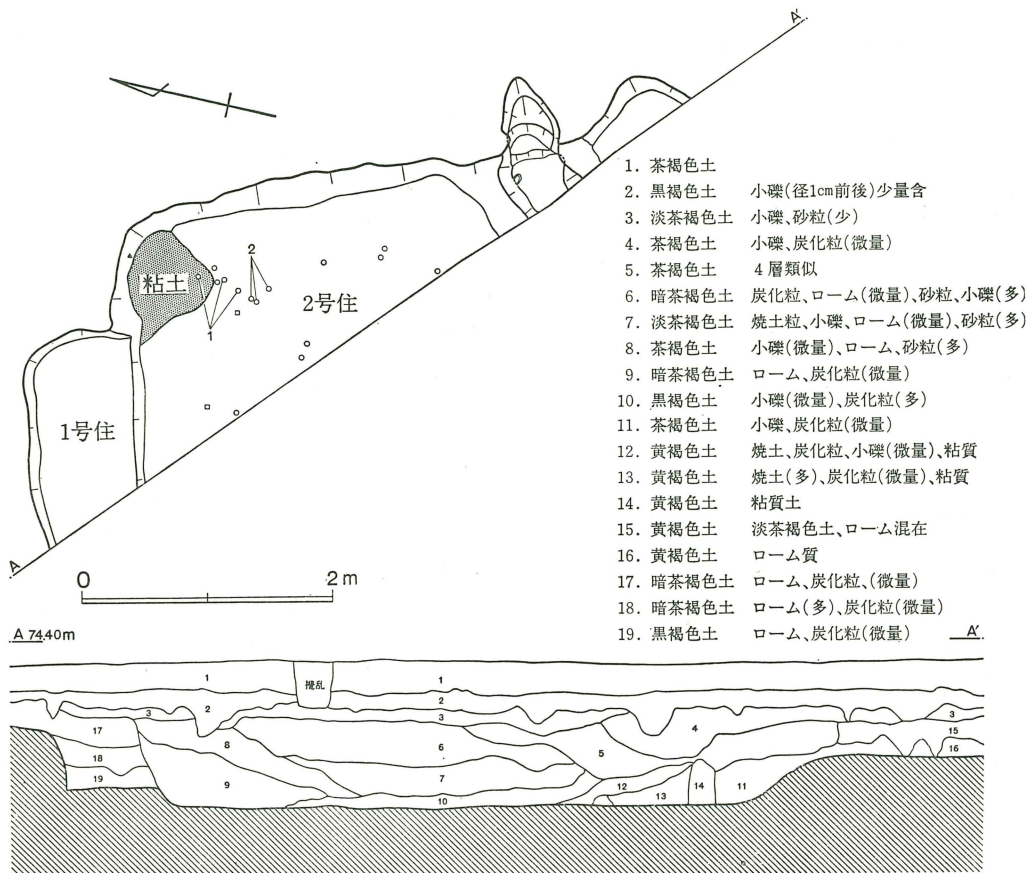 A'
粘土
2
1
2号住
1号住
A
0 2m
1. 茶褐色土
2. 黒褐色土 小礫(径1cm前後)少量含
3. 淡茶褐色土 小礫、砂粒(少)
4. 茶褐色土 小礫、炭化粒(微量)
5. 茶褐色土 4層類似
6. 暗茶褐色土 炭化粒、ローム(微量)、砂粒、小礫(多)
7. 淡茶褐色土 焼土粒、小礫、ローム(微量)、砂粒(多)
8. 茶褐色土 小礫(微量)、ローム、砂粒(多)
9. 暗茶褐色土 ローム、炭化粒(微量)
10. 黒褐色土 小礫(微量)、炭化粒(多)
11. 茶褐色土 小礫、炭化粒(微量)
12. 黄褐色土 焼土、炭化粒、小礫(微量)、粘質
13. 黄褐色土 焼土(多)、炭化粒(微量)、粘質
14. 黄褐色土 粘質土
15. 黄褐色土 淡茶褐色土、ローム混在
16. 黄褐色土 ローム質
17. 暗茶褐色土 ローム、炭化粒、(微量)
18. 暗茶褐色土 ローム(多)、炭化粒(微量)
19. 黒褐色土 ローム、炭化粒(微量)
A 74.40m A'
1 攪乱 1
2 2
3 3 4 3
17 8 6 5 15
18 7 16
19 9 10 12 13 14 11